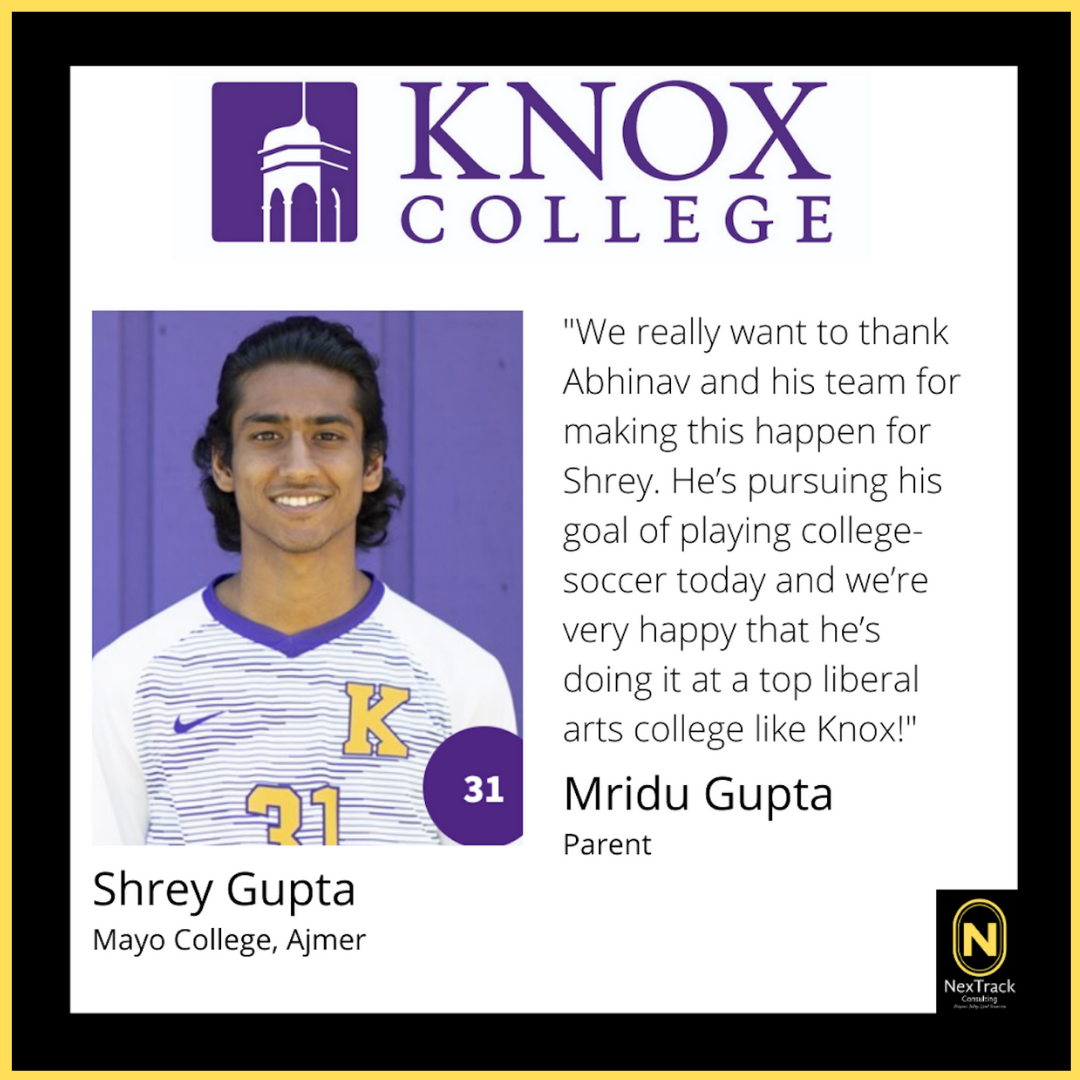 KNOX
COLLEGE
"We really want to thank
Abhinav and his team for
making this happen for
Shrey. He’s pursuing his
goal of playing college-
soccer today and we’re
very happy that he’s
doing it at a top liberal
arts college like Knox!"
Mridu Gupta
Parent
K
31
31
Shrey Gupta
Mayo College, Ajmer
N
NexTrack
Consulting